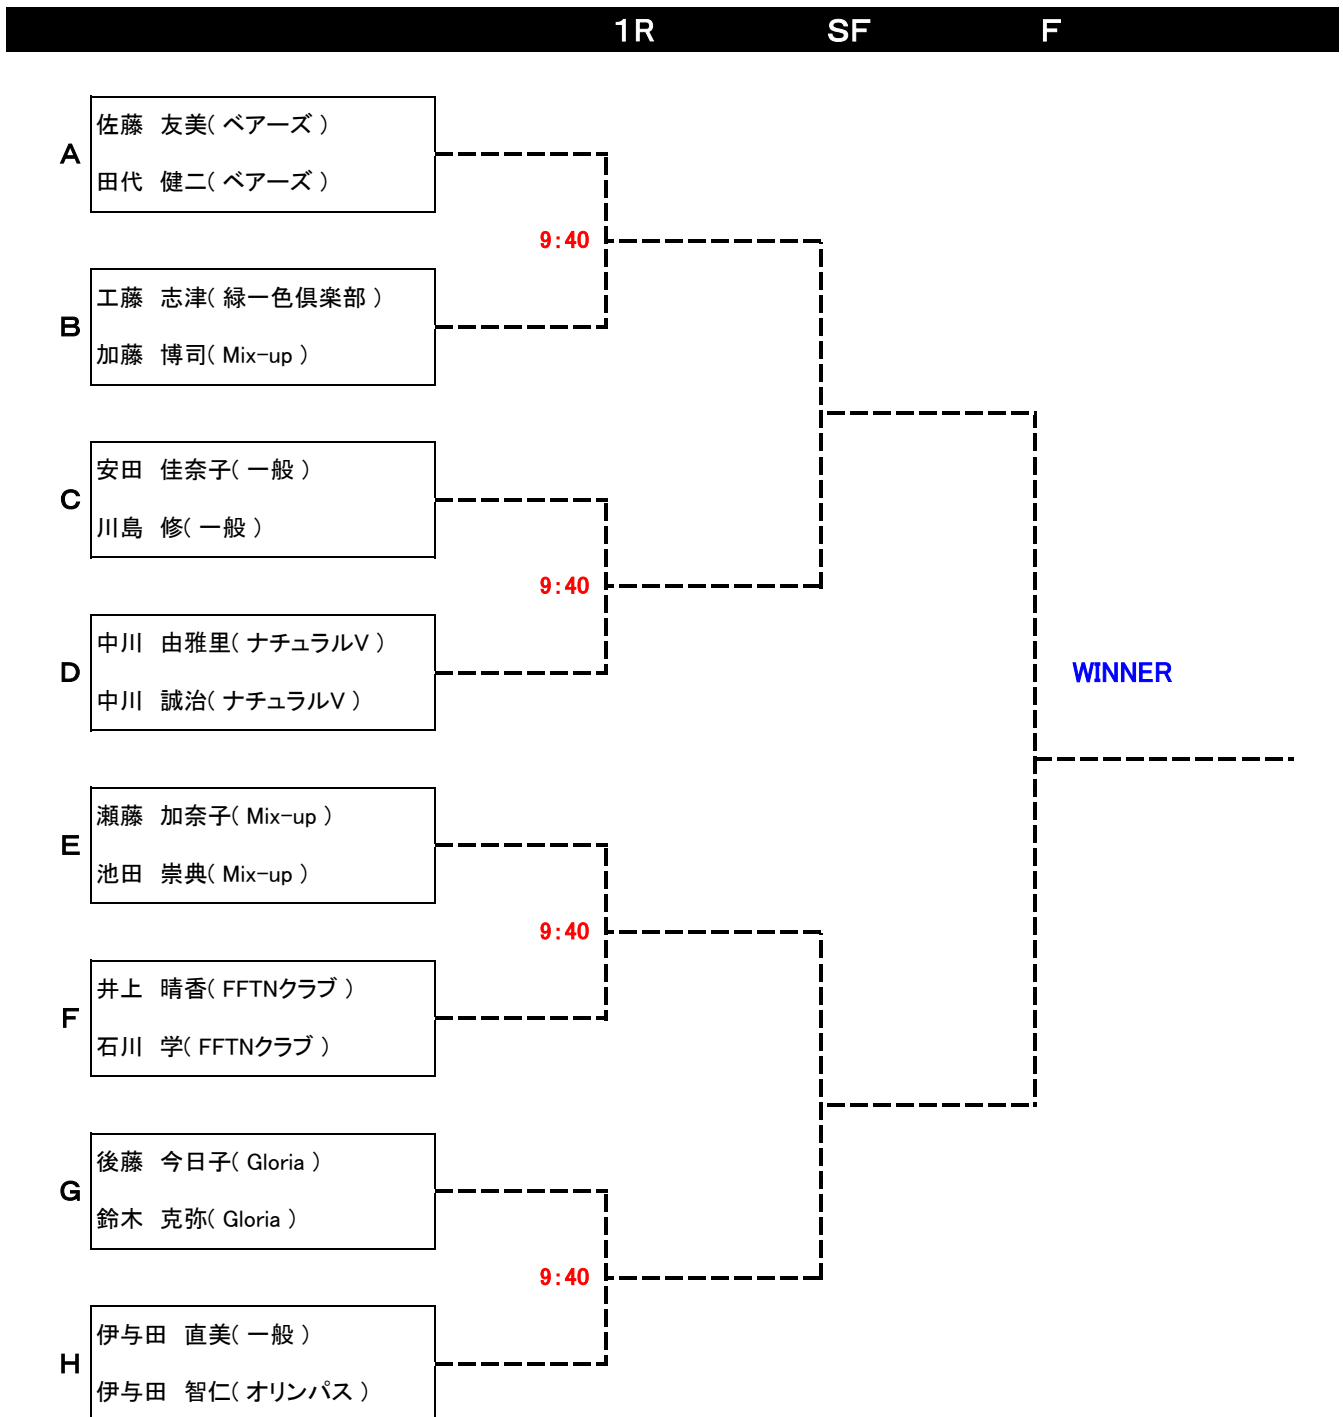 1R SF F
佐藤 友美( ベアーズ )
A
田代 健二( ベアーズ )
9:40
工藤 志津( 緑一色倶楽部 )
B
加藤 博司( Mix-up )
安田 佳奈子( 一般 )
C
川島 修( 一般 )
9:40
中川 由雅里( ナチュラルV )
D
WINNER
中川 誠治( ナチュラルV )
瀬藤 加奈子( Mix-up )
E
池田 崇典( Mix-up )
9:40
井上 晴香( FFTNクラブ )
F
石川 学( FFTNクラブ )
後藤 今日子( Gloria )
G
鈴木 克弥( Gloria )
9:40
伊与田 直美( 一般 )
H
伊与田 智仁( オリンパス )